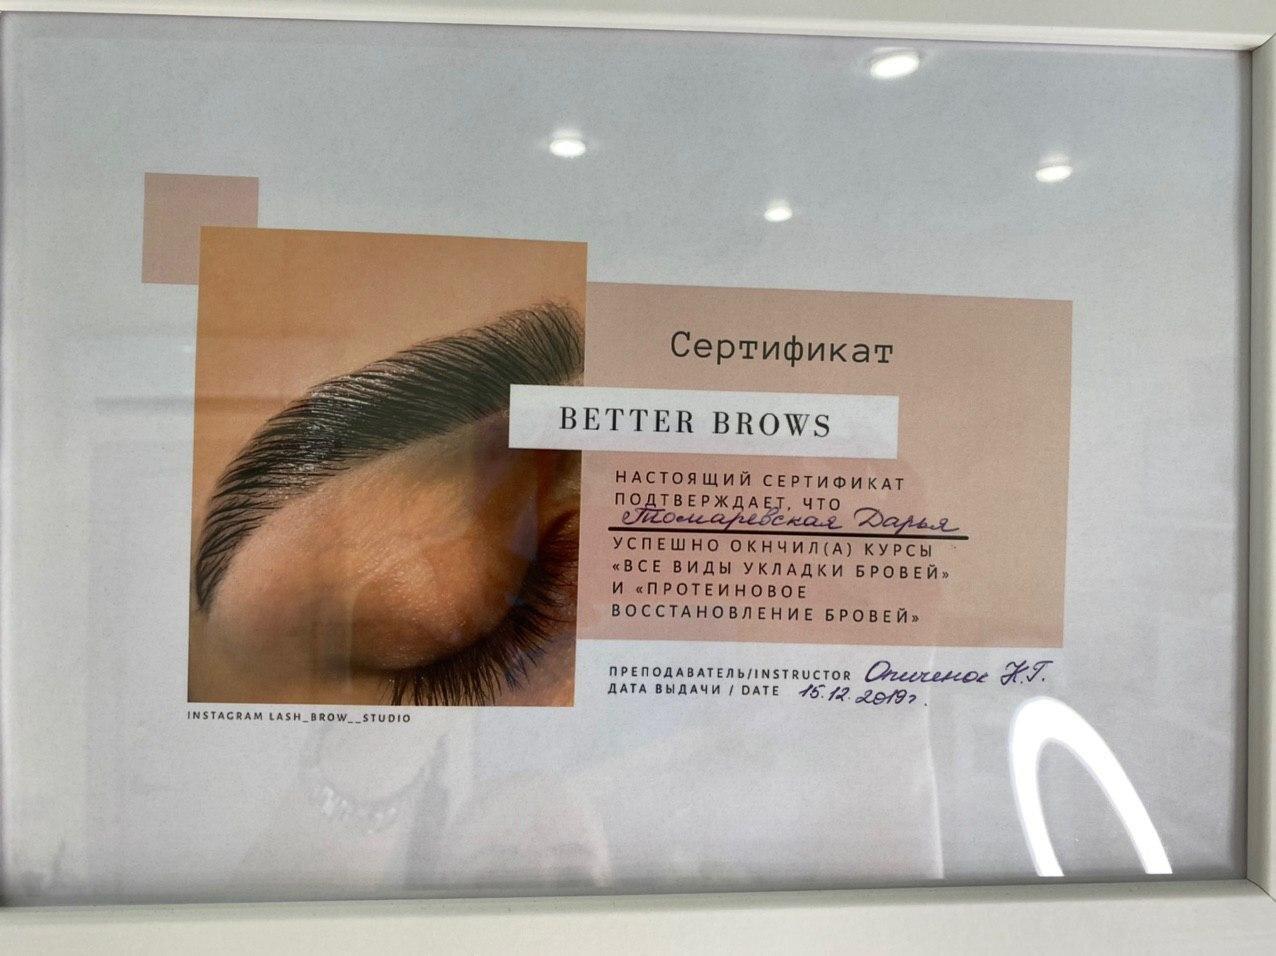 Сертификат
BETTER BROWS
НАСТОЯЩИЙ СЕРТИФИКАТ
ПОДТВЕРЖДАЕТ, ЧТО
Томаревская Дарья
УСПЕШНО ОКНЧИЛ(А) КУРСЫ
«ВСЕ ВИДЫ УКЛАДКИ БРОВЕЙ»
И «ПРОТЕИНОВОЕ
ВОССТАНОВЛЕНИЕ БРОВЕЙ»
ПРЕПОДАВАТЕЛЬ/INSTRUCTOR Опиченос Н.Г.
ДАТА ВЫДАЧИ / DATE 15.12.2019г.
INSTAGRAM LASH_BROW__STUDIO